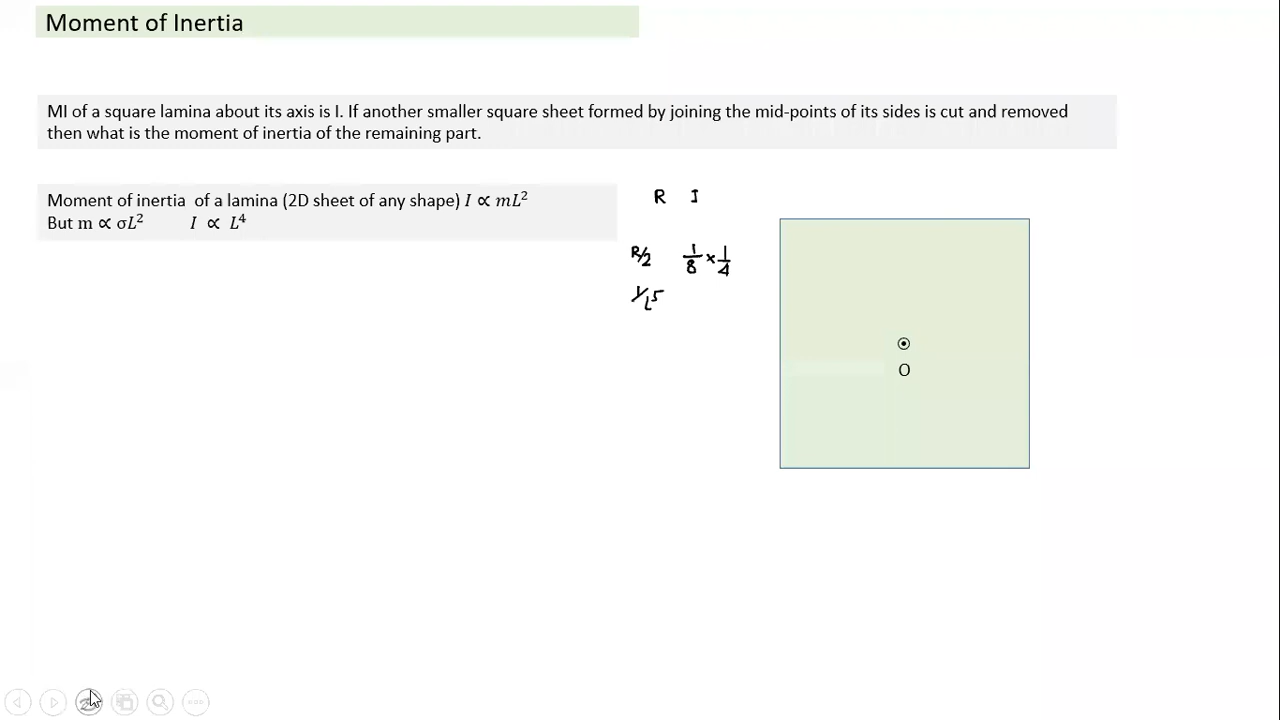 Moment of Inertia
MI of a square lamina about its axis is I. If another smaller square sheet formed by joining the mid-points of its sides is cut and removed
then what is the moment of inertia of the remaining part.
Moment of inertia of a lamina (2D sheet of any shape) I ∝ mL²
But m ∝ σL² I ∝ L⁴
R I
R/2 1/8 × 1/4
O